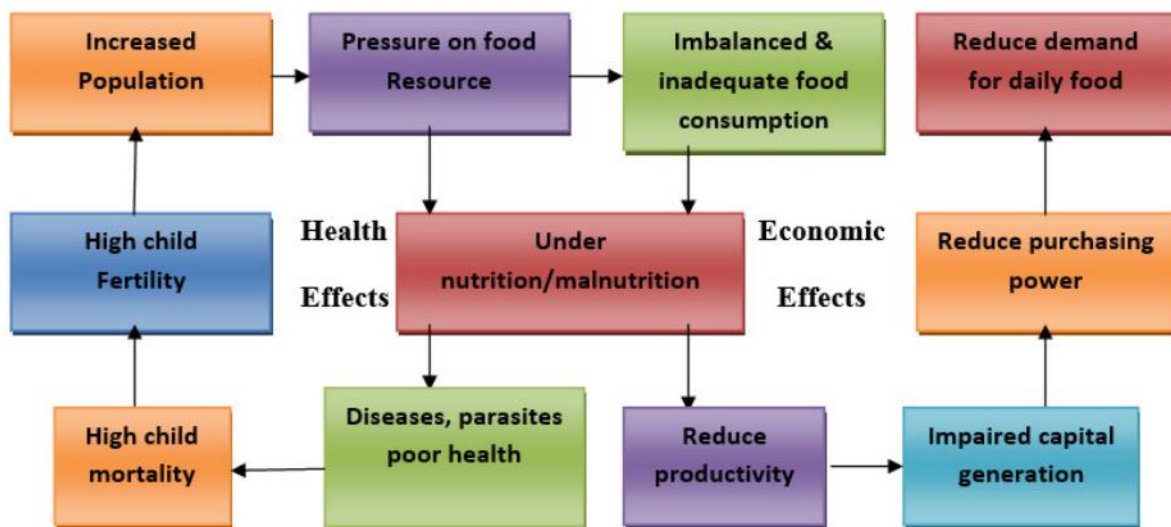 Increased
Population
Pressure on food
Resource
Imbalanced &
inadequate food
consumption
Reduce demand
for daily food
High child
Fertility
Health
Effects
Under
nutrition/malnutrition
Economic
Effects
Reduce purchasing
power
High child
mortality
Diseases, parasites
poor health
Reduce
productivity
Impaired capital
generation